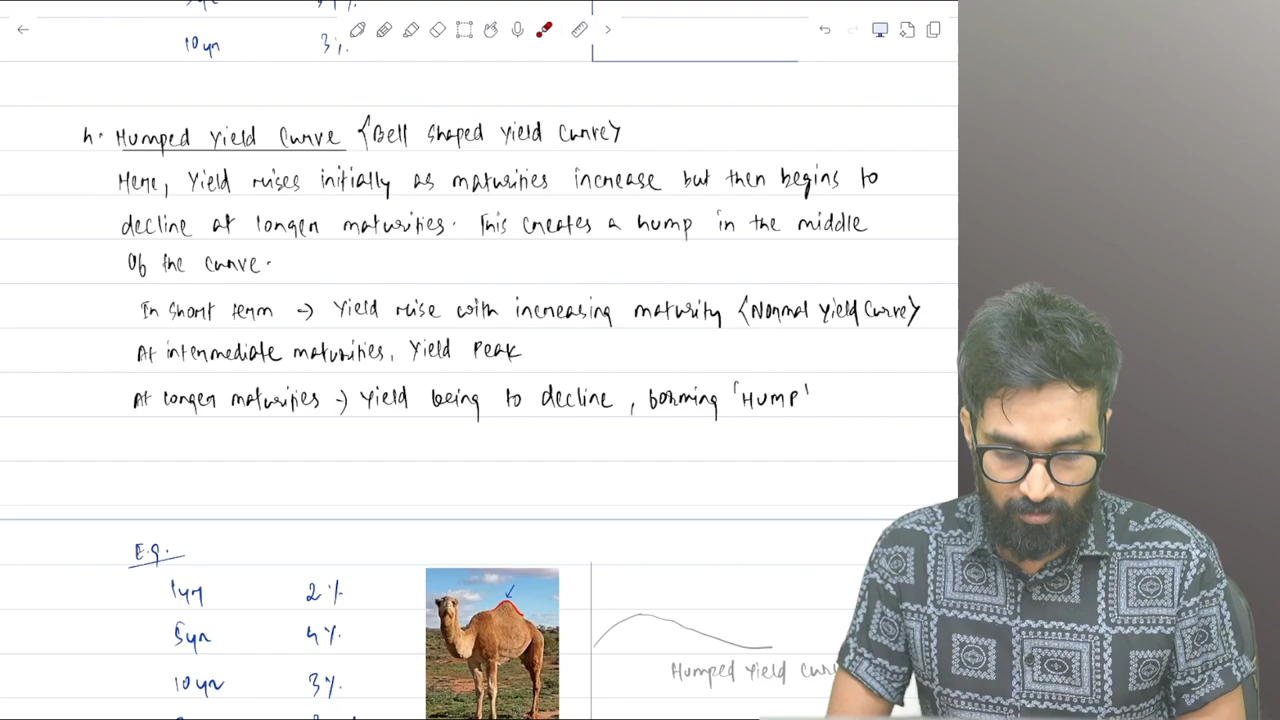 10yr 3%
h. Humped Yield Curve {Bell Shaped Yield Curve}
Here, Yield rises initially as maturities increase but then begins to
decline at longer maturities. This creates a hump in the middle
Of the curve.
In Short term → Yield rise with increasing maturity {Normal Yield Curve}
At intermediate maturities, Yield Peak
At longer maturities → Yield being to decline, forming 'HUMP'
E.g.
1yr 2%
5yr 4%
10yr 3%
Humped Yield Curv